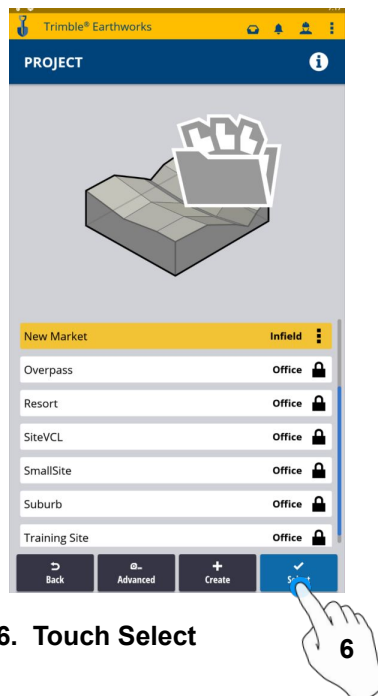 Trimble® Earthworks
PROJECT
New Market Infield
Overpass Office
Resort Office
SiteVCL Office
SmallSite Office
Suburb Office
Training Site Office
Back Advanced Create Select
6. Touch Select
6